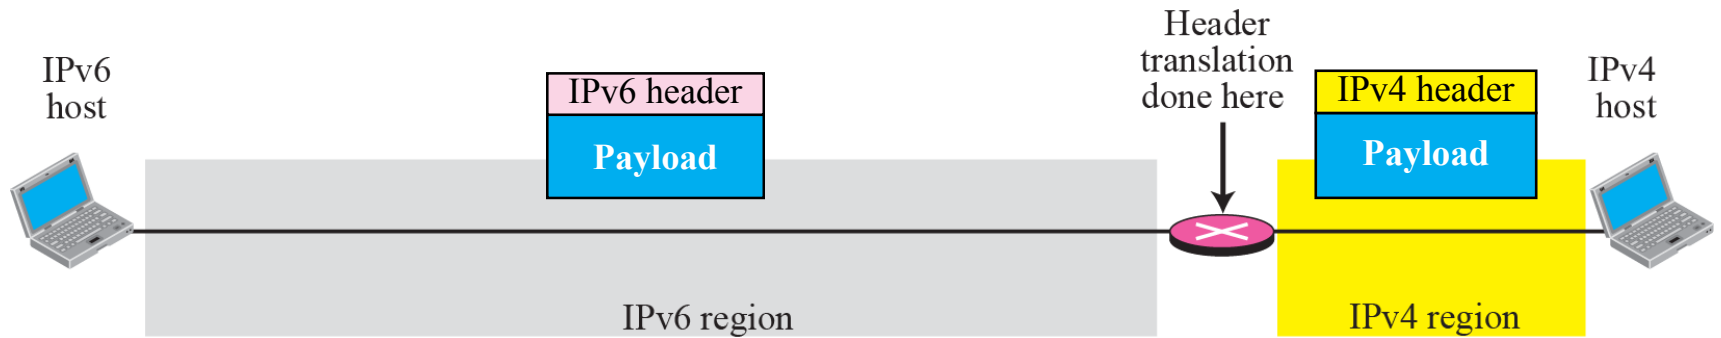 IPv6
host
IPv6 header
Payload
Header
translation
done here
IPv4 header
Payload
IPv4
host
IPv6 region
IPv4 region